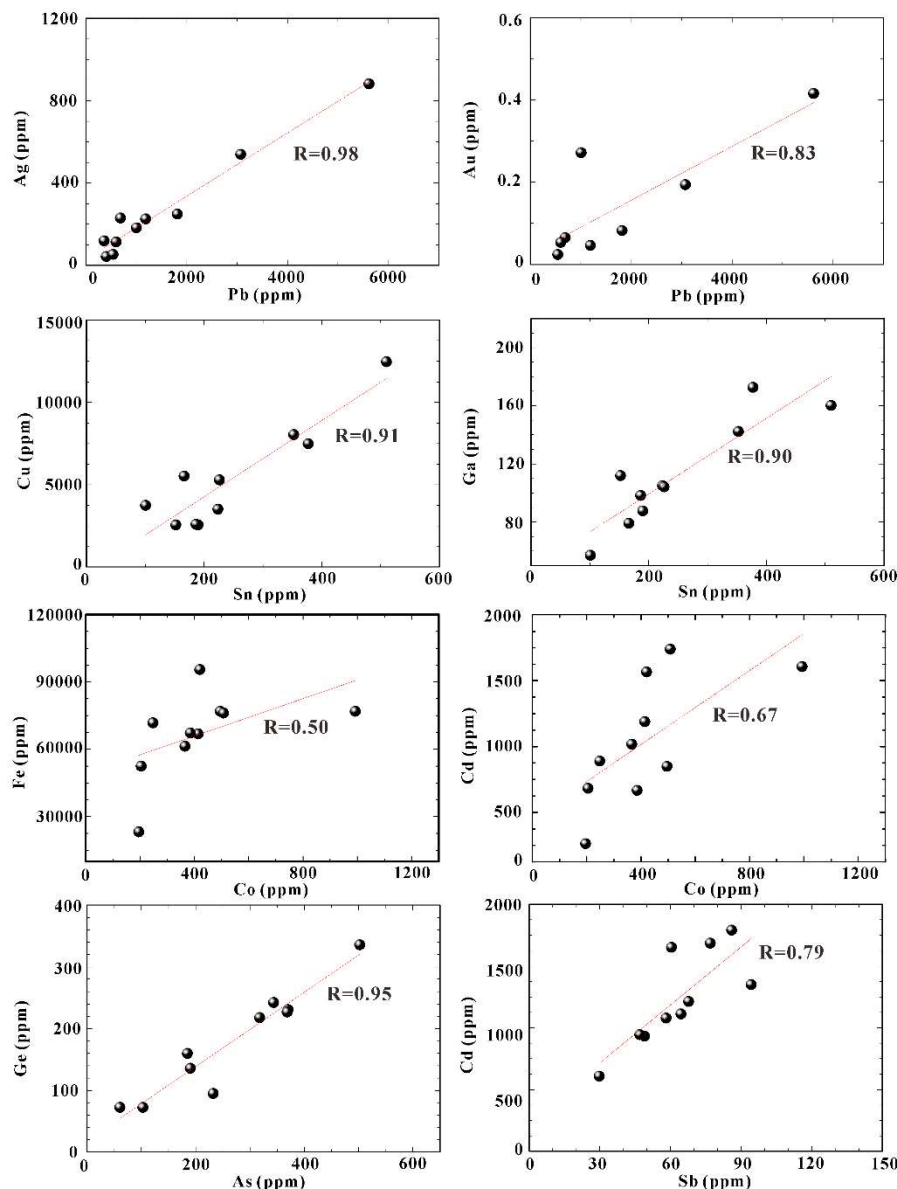 1200
800
400
0
Ag (ppm)
R=0.98
0 2000 4000 6000
Pb (ppm)
0.6
0.4
0.2
0.0
Au (ppm)
R=0.83
0 2000 4000 6000
Pb (ppm)
15000
10000
5000
0
Cu (ppm)
R=0.91
0 200 400 600
Sn (ppm)
200
160
120
80
Ga (ppm)
R=0.90
0 200 400 600
Sn (ppm)
120000
90000
60000
30000
Fe (ppm)
R=0.50
0 400 800 1200
Co (ppm)
2000
1500
1000
500
0
Cd (ppm)
R=0.67
0 400 800 1200
Co (ppm)
400
300
200
100
0
Ge (ppm)
R=0.95
0 200 400 600
As (ppm)
2000
1500
1000
500
0
Cd (ppm)
R=0.79
0 30 60 90 120 150
Sb (ppm)